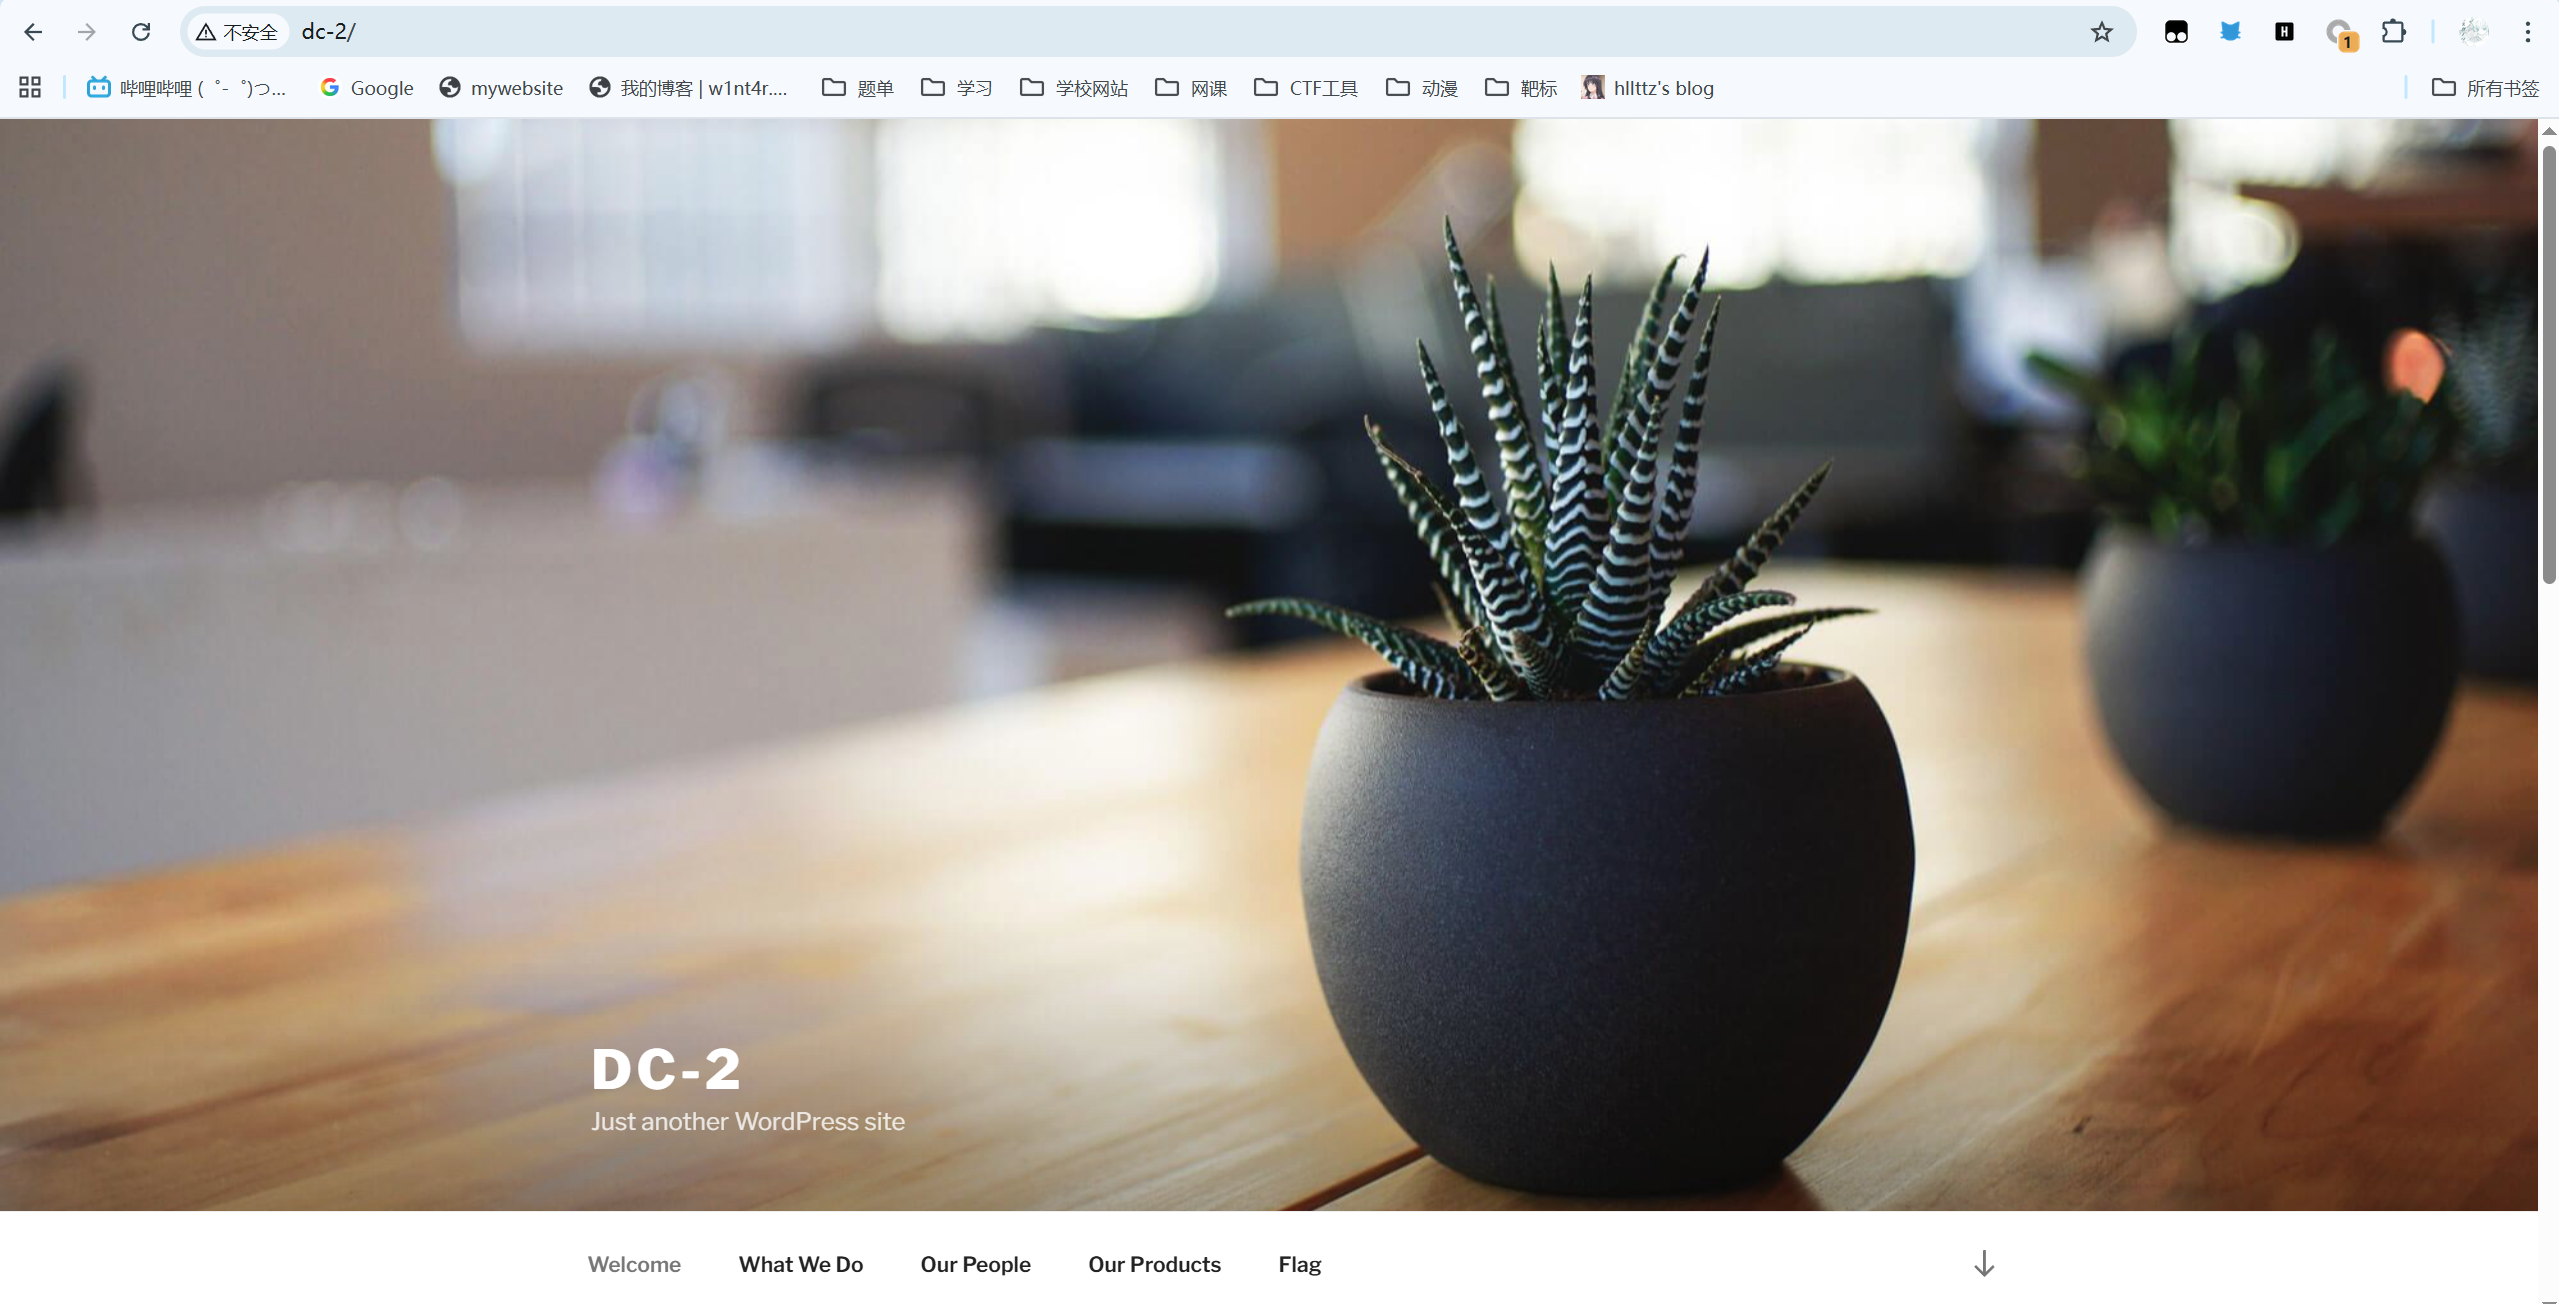 不安全 dc-2/
1
哔哩哔哩 (゜-゜)つ... Google mywebsite 我的博客 | w1nt4r.... 题单 学习 学校网站 网课 CTF工具 动漫 靶标 hllttz's blog 所有书签
DC-2
Just another WordPress site
Welcome What We Do Our People Our Products Flag